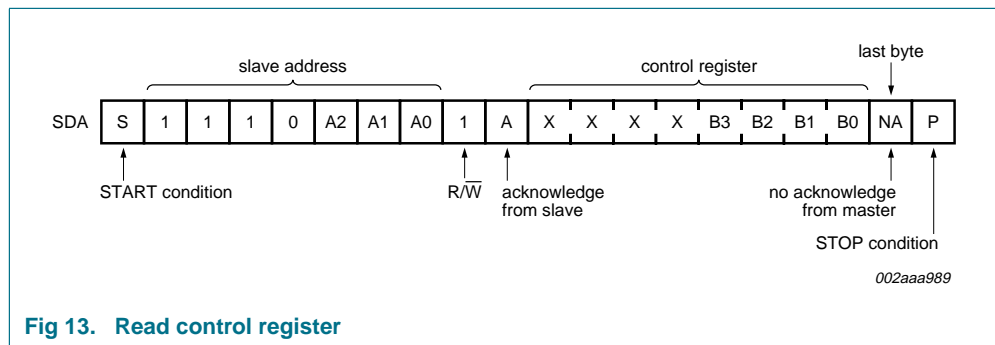 last byte
slave address control register
SDA S 1 1 1 0 A2 A1 A0 1 A X X X X B3 B2 B1 B0 NA P
START condition R/W̅ acknowledge from slave no acknowledge from master
STOP condition
002aaa989
Fig 13. Read control register